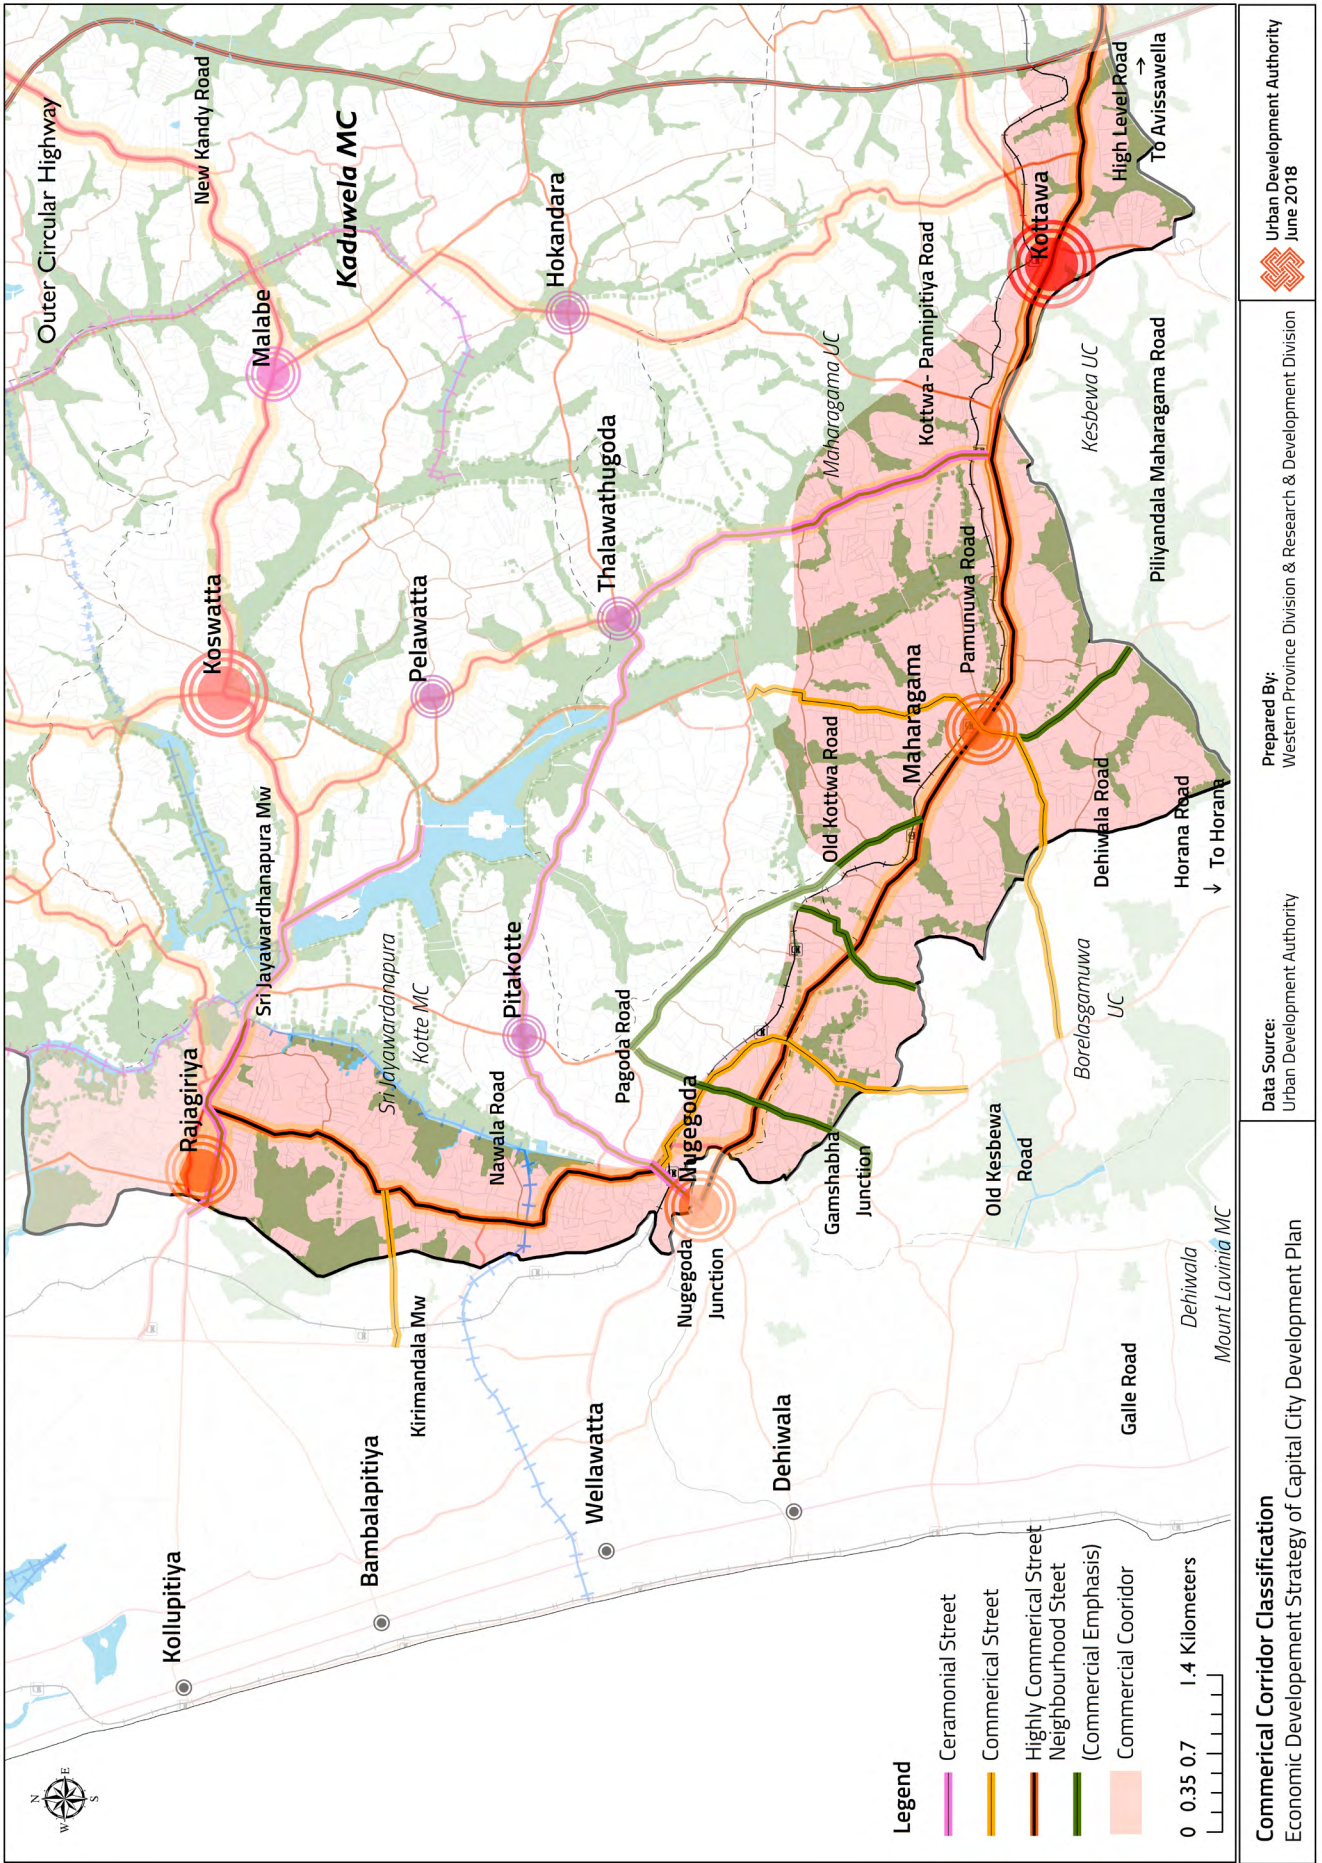 Outer Circular Highway
New Kandy Road
Kaduwela MC
Malabe
Hokandara
Koswatta
Pelawatta
Thalawathugoda
Sri Jayawardhanapura Mw
Rajagiriya
Sri Jayawardanapura
Kotte MC
Pitakotte
Nawala Road
Pagoda Road
Nugegoda
Nugegoda
Junction
Gamshabha
Junction
Old Kesbewa
Road
Kirimandala Mw
Kollupitiya
Bambalapitiya
Wellawatta
Dehiwala
Galle Road
Dehiwala
Mount Lavinia MC
Borelasgamuwa
UC
Maharagama UC
Kottwa- Pannipitiya Road
Kottawa
High Level Road
To Avissawella →
Kesbewa UC
Piliyandala Maharagama Road
Pamunuwa Road
Maharagama
Old Kottwa Road
Dehiwala Road
Horana Road
↓ To Horana
N
E
S
W
Legend
Ceramonial Street
Commerical Street
Highly Commerical Street
Neighbourhood Steet
(Commercial Emphasis)
Commercial Cooridor
0 0.35 0.7 1.4 Kilometers
Commerical Corridor Classification
Economic Developement Strategy of Capital City Development Plan
Data Source:
Urban Development Authority
Prepared By:
Western Province Division & Research & Development Division
Urban Development Authority
June 2018